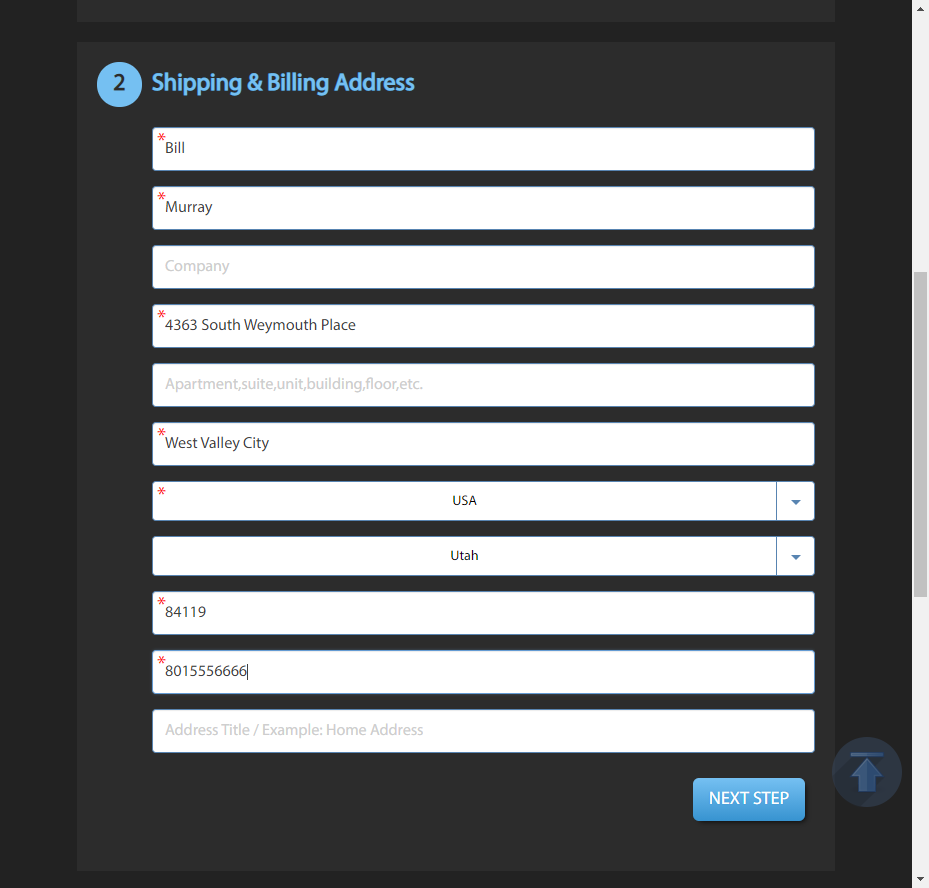 2 Shipping & Billing Address
* Bill
* Murray
Company
* 4363 South Weymouth Place
Apartment,suite,unit,building,floor,etc.
* West Valley City
* USA
Utah
* 84119
* 8015556666
Address Title / Example: Home Address
NEXT STEP